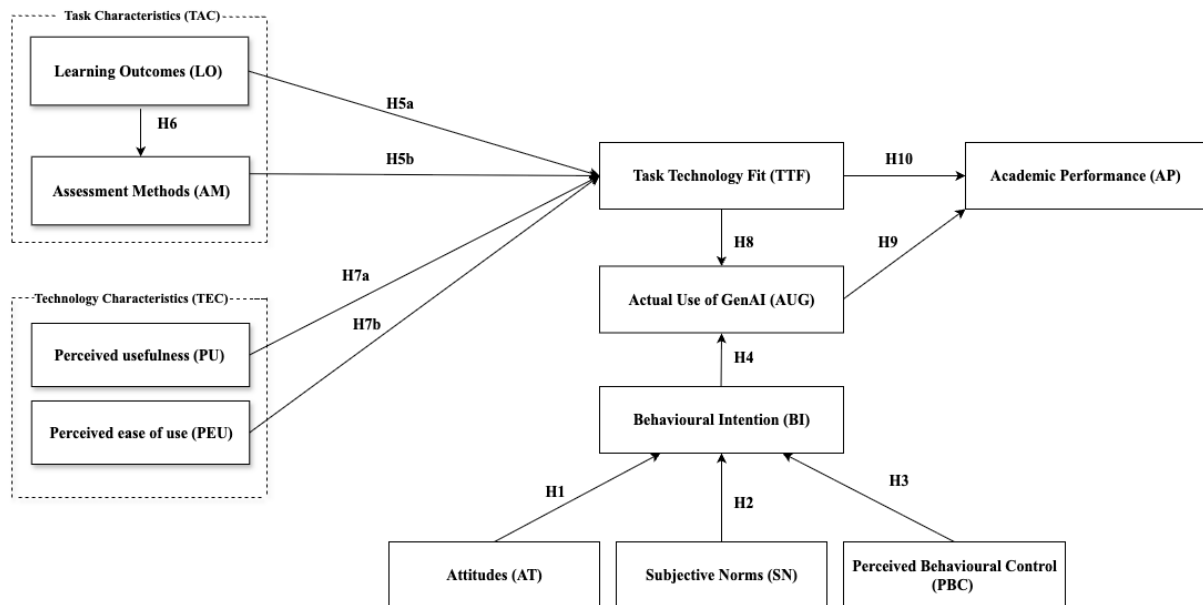 Task Characteristics (TAC)
Learning Outcomes (LO)
H6
Assessment Methods (AM)
H5a
H5b
Technology Characteristics (TEC)
Perceived usefulness (PU)
Perceived ease of use (PEU)
H7a
H7b
Task Technology Fit (TTF)
H10
Academic Performance (AP)
H8
H9
Actual Use of GenAI (AUG)
H4
Behavioural Intention (BI)
H1
H2
H3
Attitudes (AT)
Subjective Norms (SN)
Perceived Behavioural Control
(PBC)